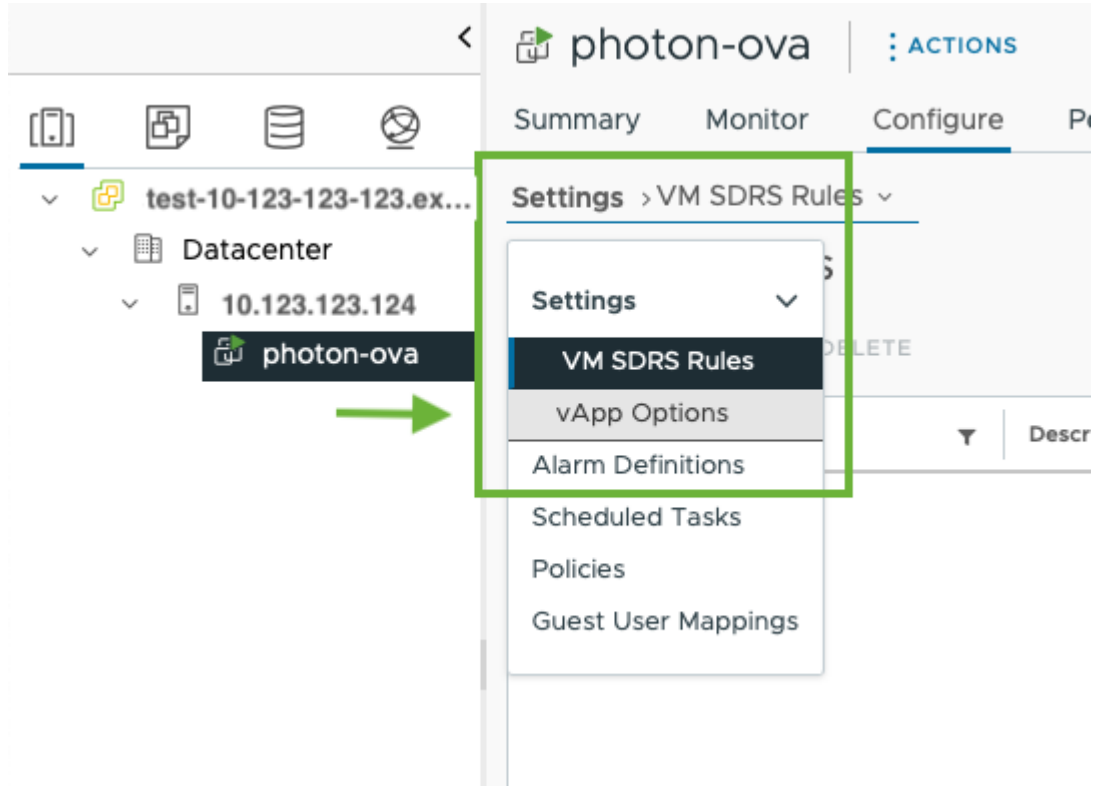 photon-ova
ACTIONS
Summary Monitor Configure
test-10-123-123-123.ex...
Settings > VM SDRS Rules
Datacenter
Settings
10.123.123.124
VM SDRS Rules
photon-ova
vApp Options
Descr
Alarm Definitions
Scheduled Tasks
Policies
Guest User Mappings